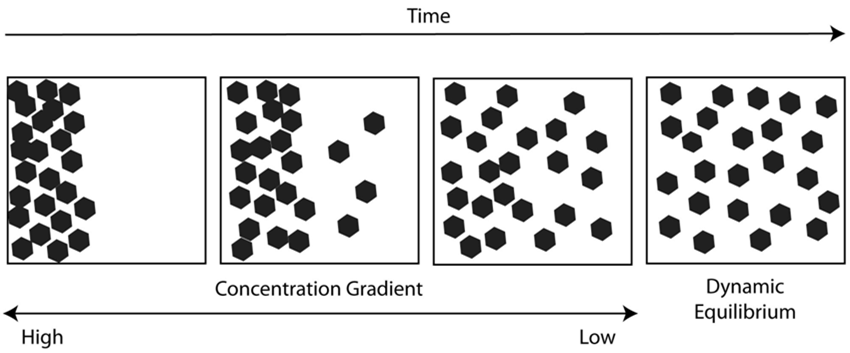 Time
Concentration Gradient
Dynamic
Equilibrium
High
Low